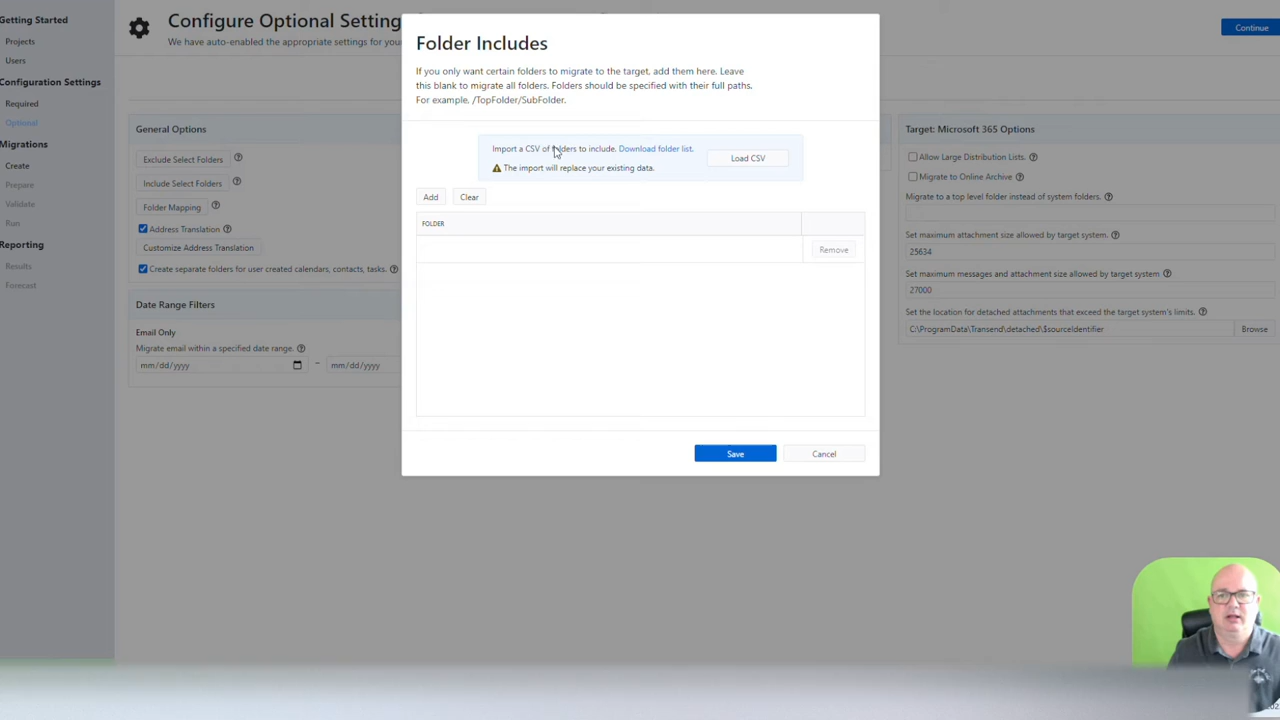 Getting Started
Projects
Users
Configuration Settings
Required
Optional
Migrations
Create
Prepare
Validate
Run
Reporting
Results
Forecast
Configure Optional Setting
We have auto-enabled the appropriate settings for your
Continue
General Options
Exclude Select Folders
Include Select Folders
Folder Mapping
Address Translation
Customize Address Translation
Create separate folders for user created calendars, contacts, tasks.
Date Range Filters
Email Only
Migrate email within a specified date range.
mm/dd/yyyy – mm/dd/yyyy
Folder Includes
If you only want certain folders to migrate to the target, add them here. Leave
this blank to migrate all folders. Folders should be specified with their full paths.
For example, /TopFolder/SubFolder.
Import a CSV of folders to include. Download folder list.
The import will replace your existing data.
Load CSV
Add Clear
FOLDER
Remove
Save Cancel
Target: Microsoft 365 Options
Allow Large Distribution Lists.
Migrate to Online Archive
Migrate to a top level folder instead of system folders.
Set maximum attachment size allowed by target system.
25634
Set maximum messages and attachment size allowed by target system
27000
Set the location for detached attachments that exceed the target system's limits.
C:\ProgramData\Transend\detached\$sourceIdentifier
Browse